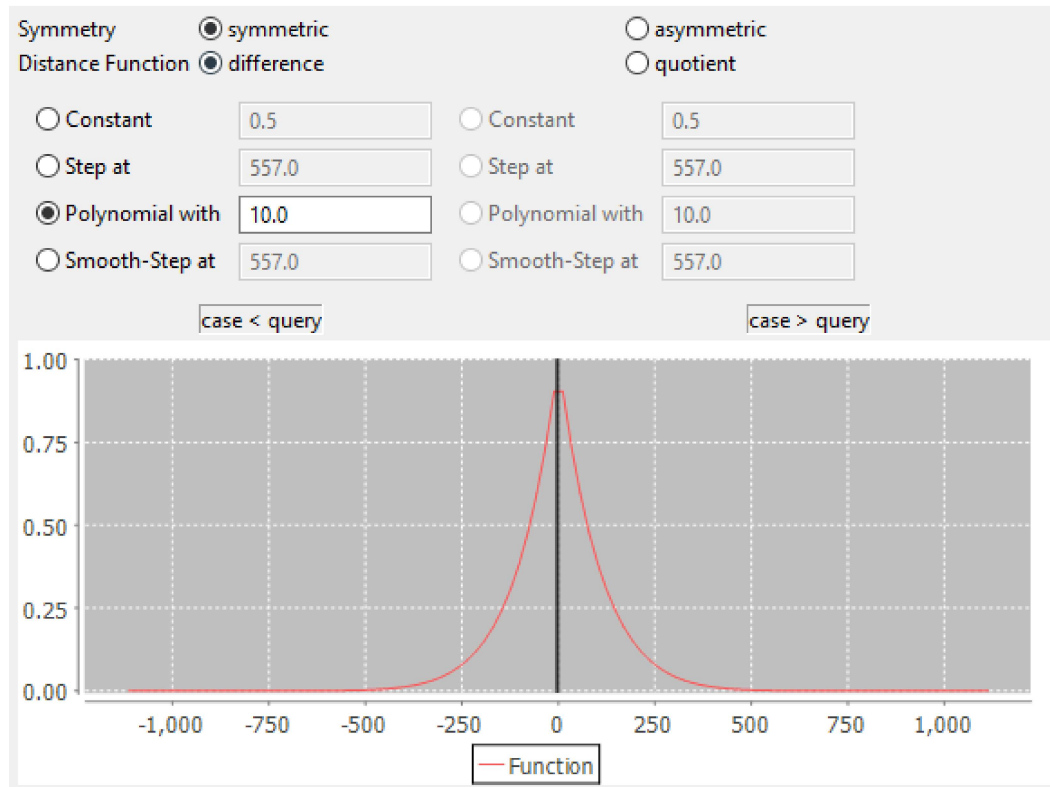 Symmetry symmetric asymmetric
Distance Function difference quotient
Constant 0.5 Constant 0.5
Step at 557.0 Step at 557.0
Polynomial with 10.0 Polynomial with 10.0
Smooth-Step at 557.0 Smooth-Step at 557.0
case < query case > query
1.00
0.75
0.50
0.25
0.00
-1,000 -750 -500 -250 0 250 500 750 1,000
Function